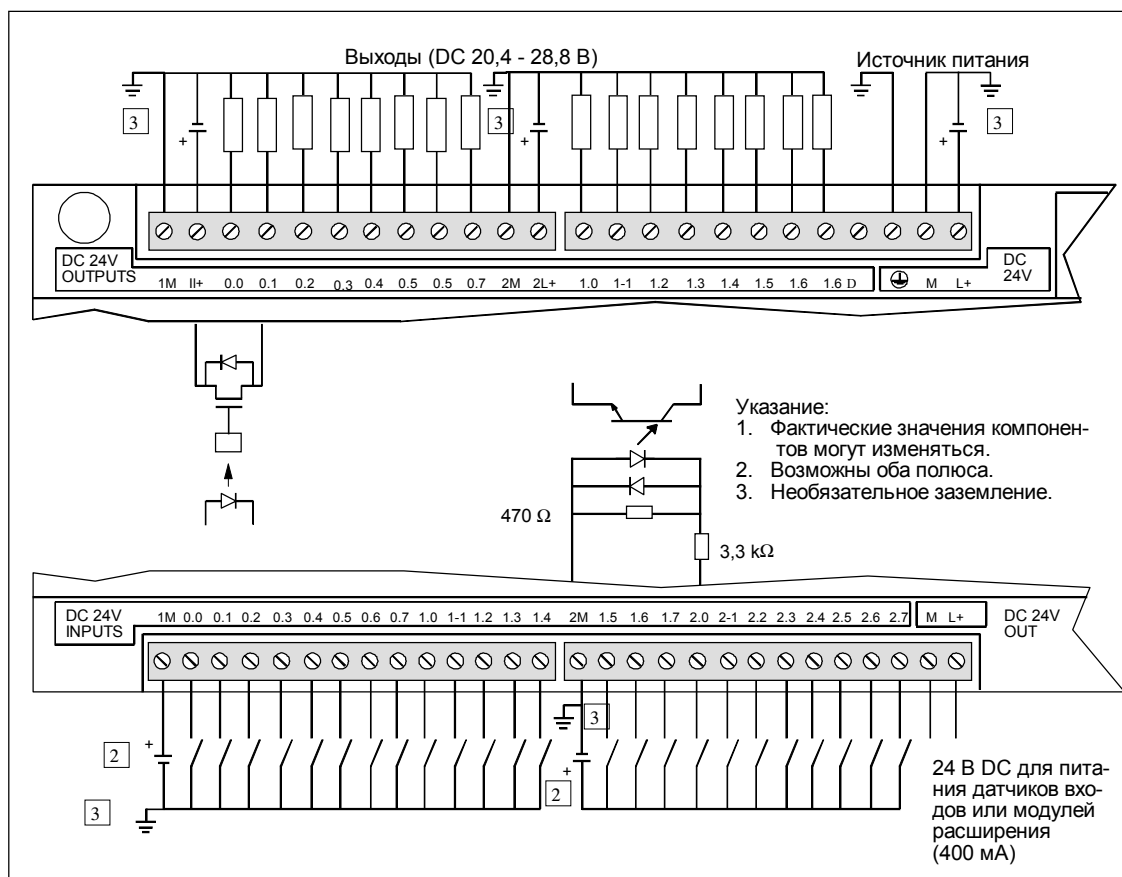 Выходы (DC 20,4 - 28,8 В)
Источник питания
3
3
3
+
+
+
DC 24V
OUTPUTS
1M II+ 0.0 0.1 0.2 0.3 0.4 0.5 0.5 0.7 2M 2L+ 1.0 1-1 1.2 1.3 1.4 1.5 1.6 1.6 D
M L+
DC
24V
Указание:
1. Фактические значения компонен-
тов могут изменяться.
2. Возможны оба полюса.
3. Необязательное заземление.
470 Ω
3,3 kΩ
DC 24V
INPUTS
1M 0.0 0.1 0.2 0.3 0.4 0.5 0.6 0.7 1.0 1-1 1.2 1.3 1.4 2M 1.5 1.6 1.7 2.0 2-1 2.2 2.3 2.4 2.5 2.6 2.7 M L+
DC 24V
OUT
3
2
+
+
2
3
24 В DC для пита-
ния датчиков вхо-
дов или модулей
расширения
(400 мА)